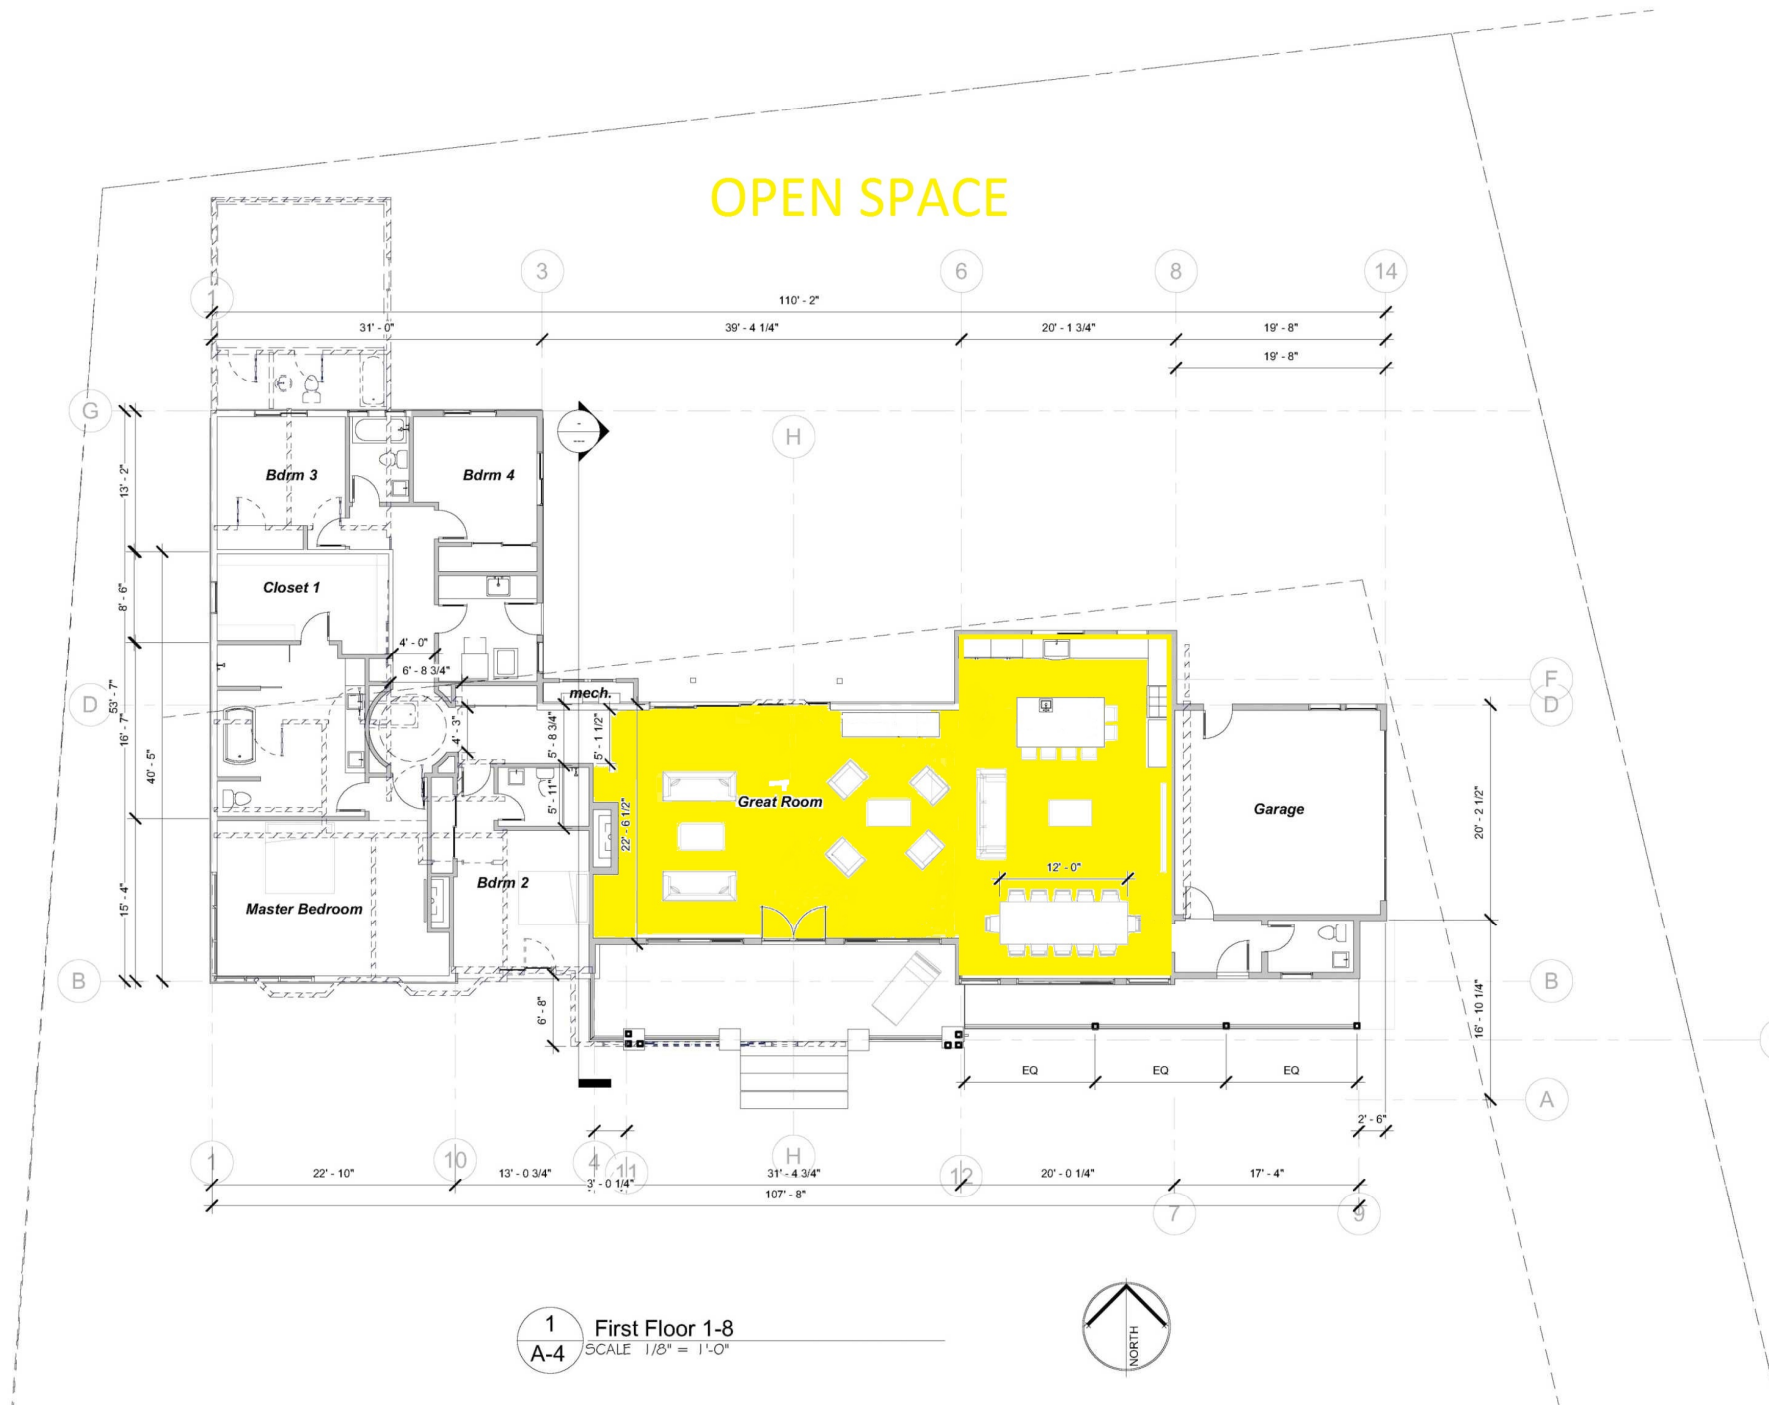 OPEN SPACE
1
3
6
8
14
110' - 2"
31' - 0"
39' - 4 1/4"
20' - 1 3/4"
19' - 8"
19' - 8"
G
H
-
---
13' - 2"
Bdrm 3
Bdrm 4
8' - 6"
Closet 1
4' - 0"
6' - 8 3/4"
mech.
F
D
D
53' - 7"
16' - 7"
40' - 5"
4' - 3"
5' - 8 3/4"
5' - 1 1/2"
5' - 11"
22' - 6 1/2"
Great Room
Garage
20' - 2 1/2"
12' - 0"
Bdrm 2
Master Bedroom
15' - 4"
B
B
6' - 8"
16' - 10 1/4"
EQ
EQ
EQ
A
2' - 6"
1
10
4
11
H
12
22' - 10"
13' - 0 3/4"
3' - 0 1/4"
31' - 4 3/4"
20' - 0 1/4"
17' - 4"
107' - 8"
7
9
1
A-4
First Floor 1-8
SCALE 1/8" = 1'-0"
NORTH